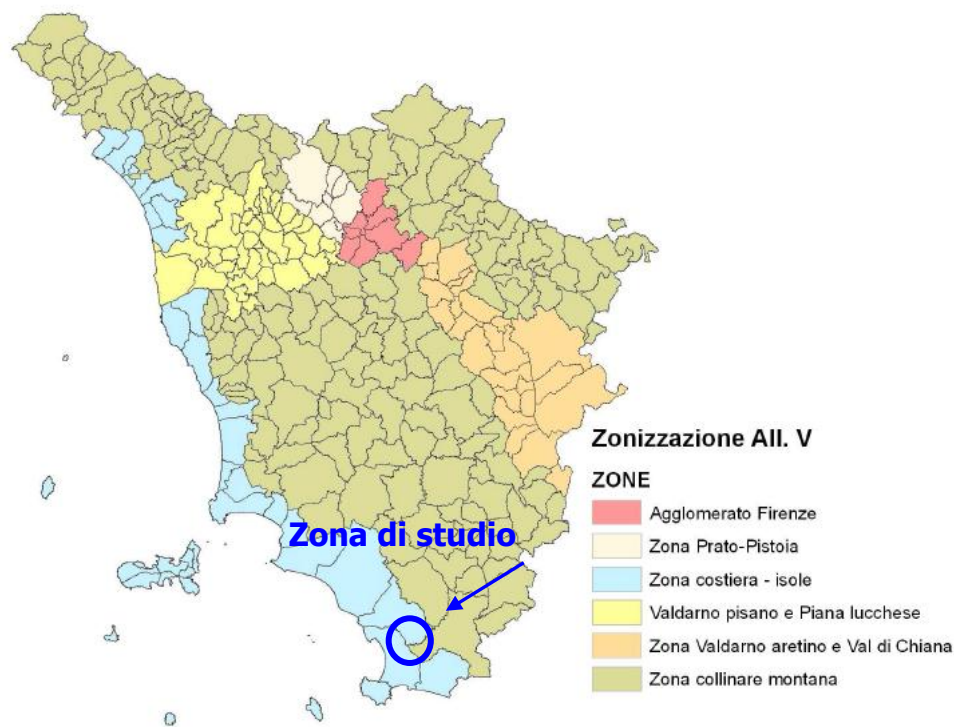 Zona di studio
Zonizzazione All. V
ZONE
Agglomerato Firenze
Zona Prato-Pistoia
Zona costiera - isole
Valdarno pisano e Piana lucchese
Zona Valdarno aretino e Val di Chiana
Zona collinare montana